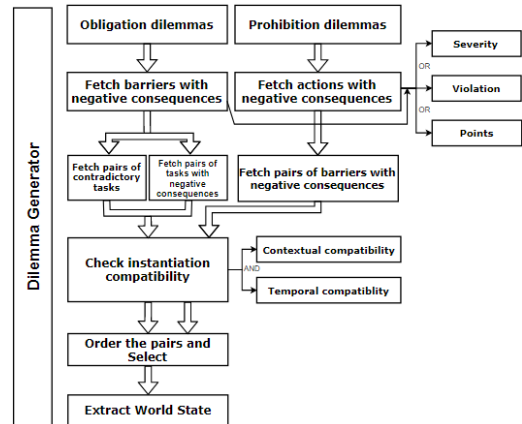 Dilemma Generator
Obligation dilemmas
Prohibition dilemmas
Fetch barriers with
negative consequences
Fetch actions with
negative consequences
Severity
OR
Violation
OR
Points
Fetch pairs of
contradictory
tasks
Fetch pairs of
tasks with
negative
consequences
Fetch pairs of barriers with
negative consequences
Check instantiation
compatibility
Contextual compatibility
AND
Temporal compatiblity
Order the pairs and
Select
Extract World State